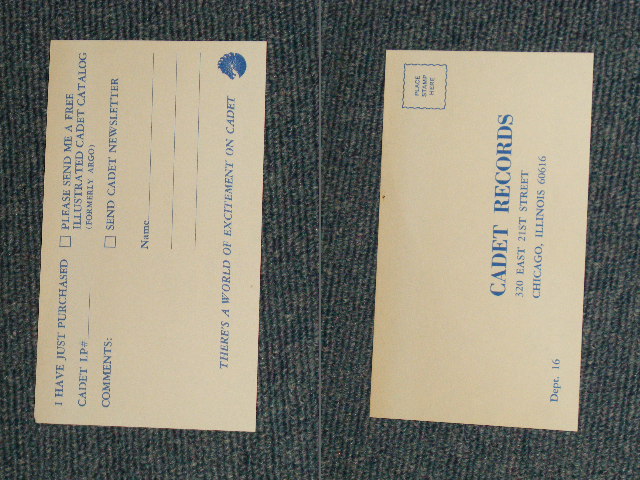 I HAVE JUST PURCHASED
CADET LP#
COMMENTS:
PLEASE SEND ME A FREE
ILLUSTRATED CADET CATALOG
(FORMERLY ARGO)
SEND CADET NEWSLETTER
Name
THERE'S A WORLD OF EXCITEMENT ON CADET
PLACE
STAMP
HERE
CADET RECORDS
320 EAST 21ST STREET
CHICAGO, ILLINOIS 60616
Dept. 16